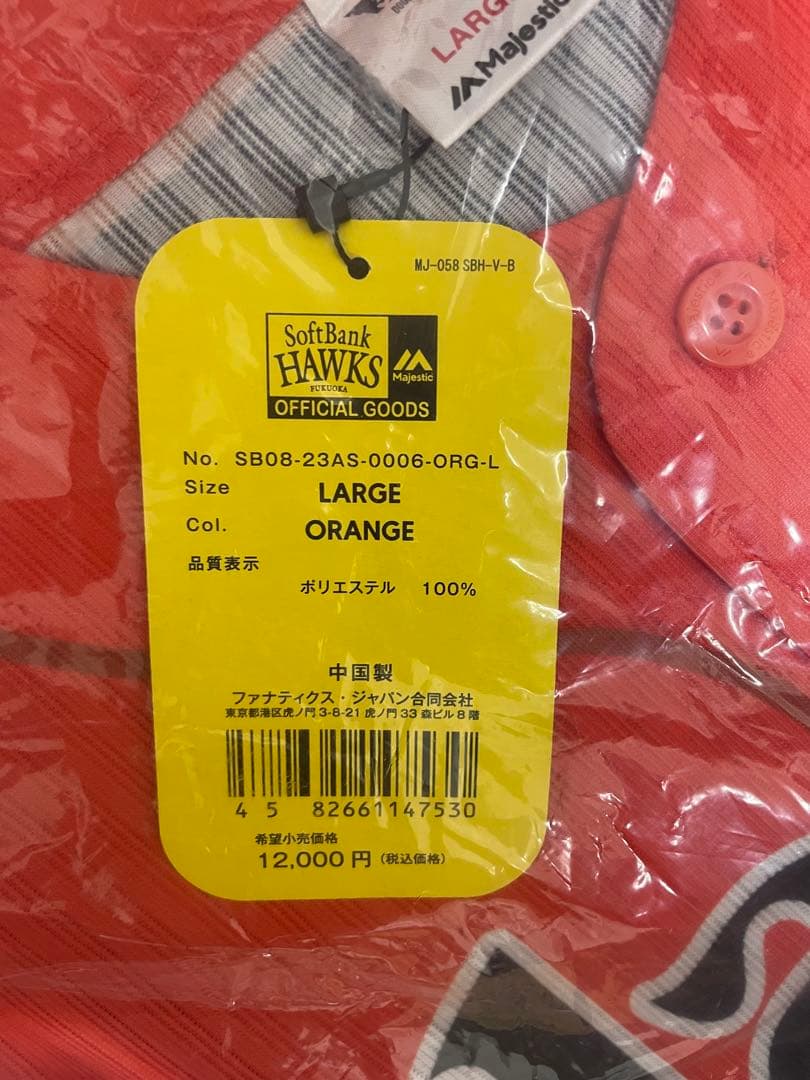 LARG
Majestic
MJ-058 SBH-V-B
SoftBank
HAWKS
FUKUOKA
Majestic
OFFICIAL GOODS
No. SB08-23AS-0006-ORG-L
Size LARGE
Col. ORANGE
品質表示
ポリエステル 100%
中国製
ファナティクス・ジャパン合同会社
東京都港区虎ノ門 3-8-21 虎ノ門 33 森ビル 8 階
4 5 82661147530
希望小売価格
12,000 円 (税込価格)